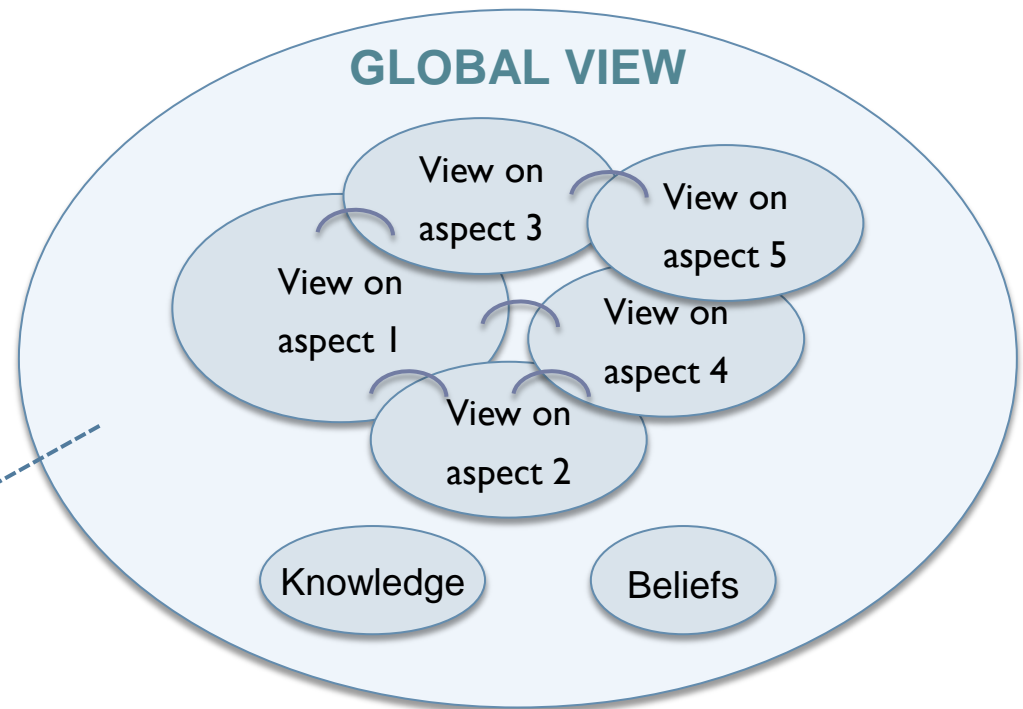 GLOBAL VIEW
View on
aspect 3
View on
aspect 5
View on
aspect 1
View on
aspect 4
View on
aspect 2
Knowledge
Beliefs